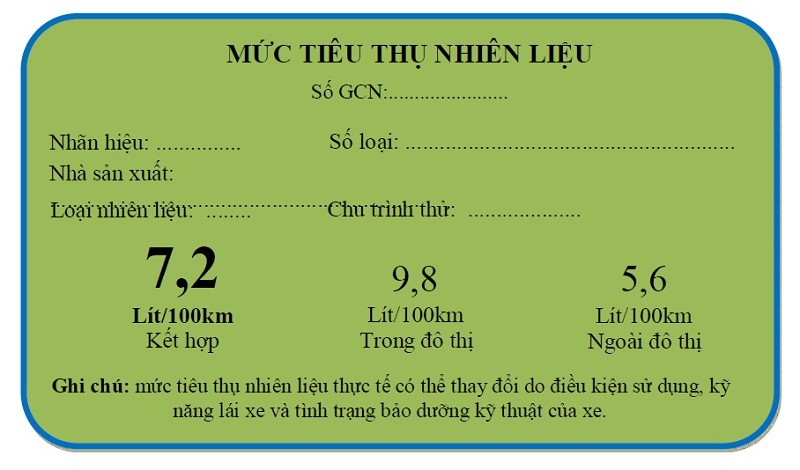 MỨC TIÊU THỤ NHIÊN LIỆU
Số GCN:.......................
Nhãn hiệu: ............... Số loại: ...........................................................
Nhà sản xuất:
........................................................................
Loại nhiên liệu: ........ Chu trình thử: ....................
7,2 9,8 5,6
Lít/100km Lít/100km Lít/100km
Kết hợp Trong đô thị Ngoài đô thị
Ghi chú: mức tiêu thụ nhiên liệu thực tế có thể thay đổi do điều kiện sử dụng, kỹ
năng lái xe và tình trạng bảo dưỡng kỹ thuật của xe.